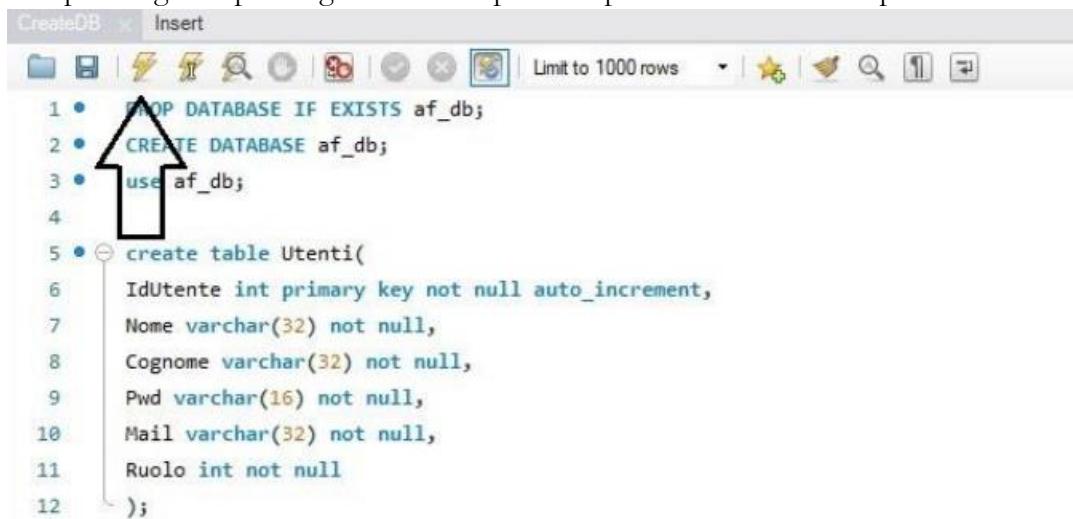 CreateDB Insert
Limit to 1000 rows
1 DROP DATABASE IF EXISTS af_db;
2 CREATE DATABASE af_db;
3 use af_db;
4
5 create table Utenti(
6 IdUtente int primary key not null auto_increment,
7 Nome varchar(32) not null,
8 Cognome varchar(32) not null,
9 Pwd varchar(16) not null,
10 Mail varchar(32) not null,
11 Ruolo int not null
12 );